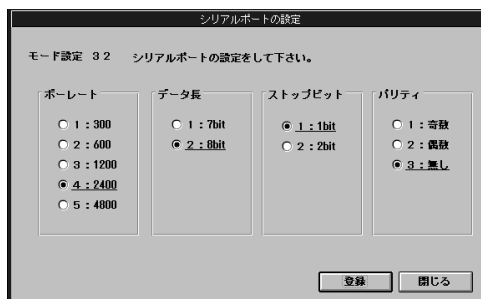 シリアルポートの設定
モード設定 32 シリアルポートの設定をして下さい。
ボーレート
1：300
2：600
3：1200
4：2400
5：4800
データ長
1：7bit
2：8bit
ストップビット
1：1bit
2：2bit
パリティ
1：奇数
2：偶数
3：無し
登録
閉じる